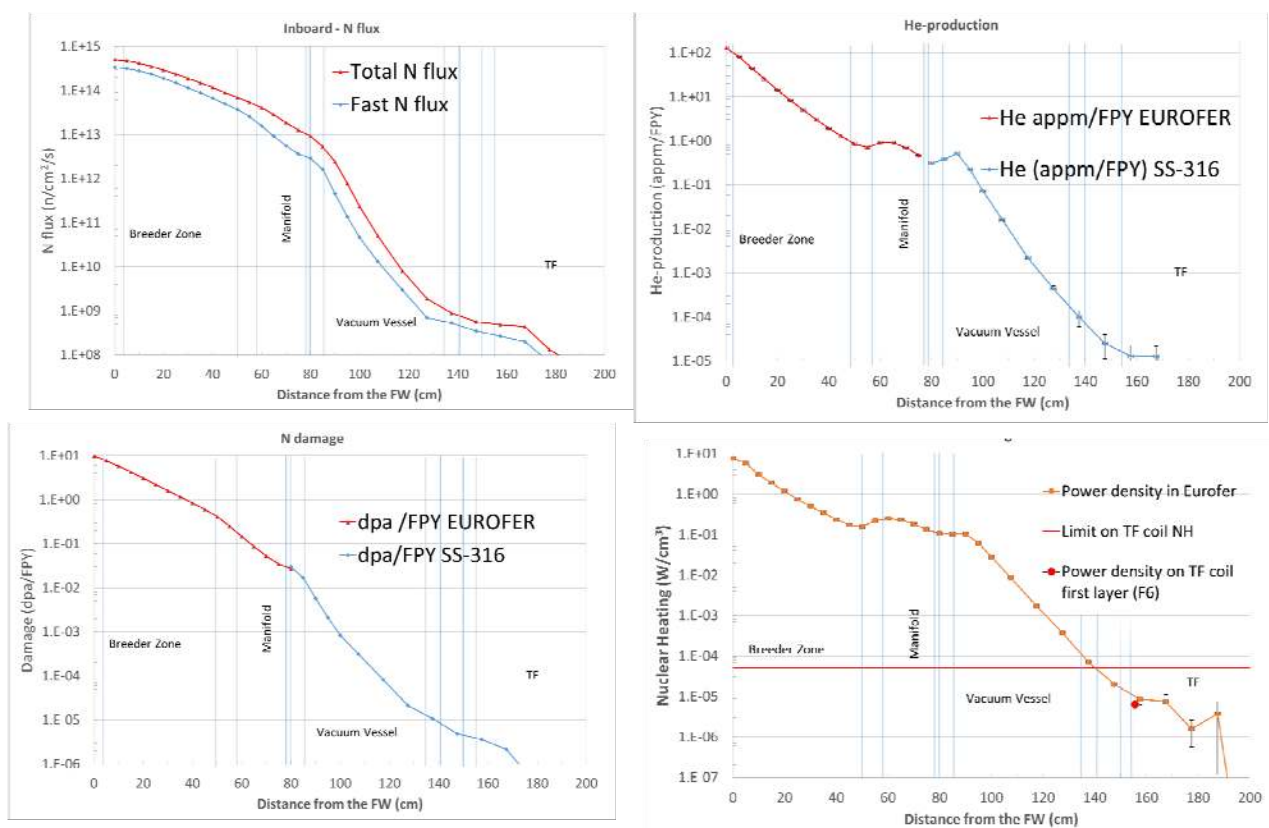 Inboard - N flux
N flux (n/cm²/s)
1.E+15
1.E+14
1.E+13
1.E+12
1.E+11
1.E+10
1.E+09
1.E+08
Total N flux
Fast N flux
Breeder Zone
Manifold
TF
Vacuum Vessel
0 20 40 60 80 100 120 140 160 180 200
Distance from the FW (cm)
He-production
He-production (appm/FPY)
1.E+02
1.E+01
1.E+00
1.E-01
1.E-02
1.E-03
1.E-04
1.E-05
He appm/FPY EUROFER
He (appm/FPY) SS-316
Manifold
Breeder Zone
TF
Vacuum Vessel
0 20 40 60 80 100 120 140 160 180 200
Distance from the FW (cm)
N damage
Damage (dpa/FPY)
1.E+01
1.E+00
1.E-01
1.E-02
1.E-03
1.E-04
1.E-05
1.E-06
dpa /FPY EUROFER
dpa/FPY SS-316
Breeder Zone
Manifold
TF
Vacuum Vessel
0 20 40 60 80 100 120 140 160 180 200
Distance from the FW (cm)
Nuclear Heating (W/cm³)
1.E+01
1.E+00
1.E-01
1.E-02
1.E-03
1.E-04
1.E-05
1.E-06
1.E-07
Power density in Eurofer
Limit on TF coil NH
Power density on TF coil
first layer (F6)
Manifold
Breeder Zone
TF
Vacuum Vessel
0 20 40 60 80 100 120 140 160 180 200
Distance from the FW (cm)